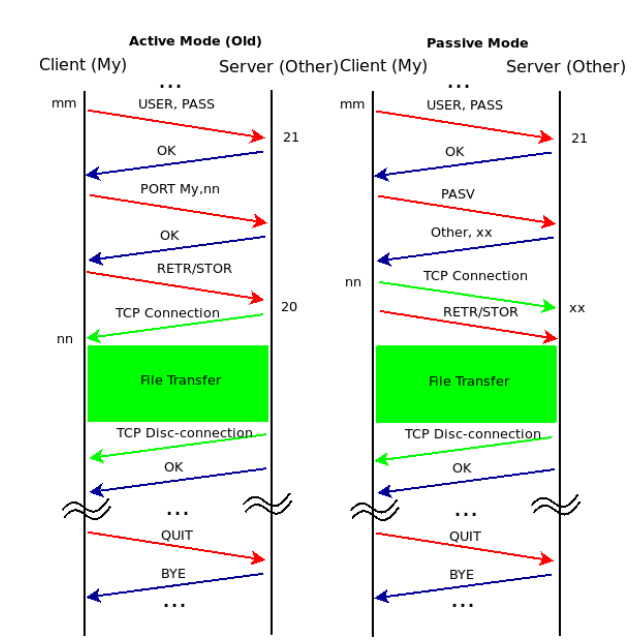 Active Mode (Old)
Client (My)
Server (Other)
...
mm
USER, PASS
21
OK
PORT My,nn
OK
RETR/STOR
20
TCP Connection
nn
File Transfer
TCP Disc-connection
OK
...
QUIT
BYE
...
Passive Mode
Client (My)
Server (Other)
...
mm
USER, PASS
21
OK
PASV
Other, xx
nn
TCP Connection
xx
RETR/STOR
File Transfer
TCP Disc-connection
OK
...
QUIT
BYE
...